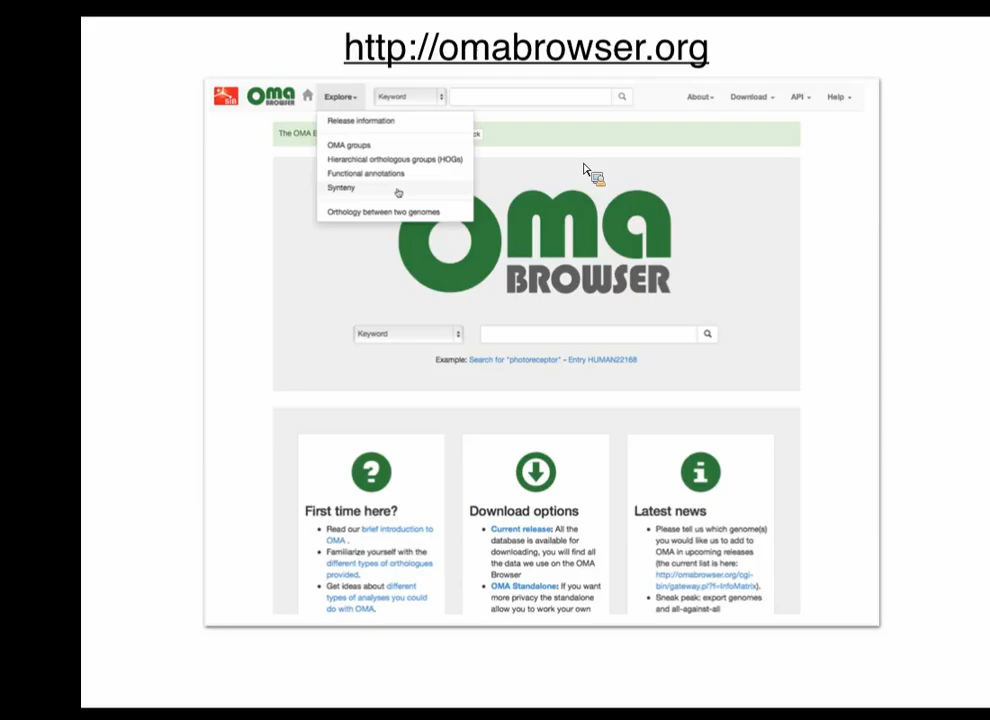 http://omabrowser.org
SIB oma BROWSER Explore Keyword About Download API Help
Release information
The OMA
OMA groups
Hierarchical orthologous groups (HOGs)
Functional annotations
Synteny
Orthology between two genomes
oma
BROWSER
Keyword
Example: Search for "photoreceptor" - Entry HUMAN22168
First time here?
Read our brief introduction to
OMA .
Familiarize yourself with the
different types of orthologues
provided.
Get ideas about different
types of analyses you could
do with OMA.
Download options
Current release: All the
database is available for
downloading, you will find all
the data we use on the OMA
Browser
OMA Standalone: If you want
more privacy the standalone
allow you to work your own
Latest news
Please tell us which genome(s)
you would like us to add to
OMA in upcoming releases
(the current list is here:
http://omabrowser.org/cgi-
bin/gateway.pl?f=InfoMatrix).
Sneak peak: export genomes
and all-against-all